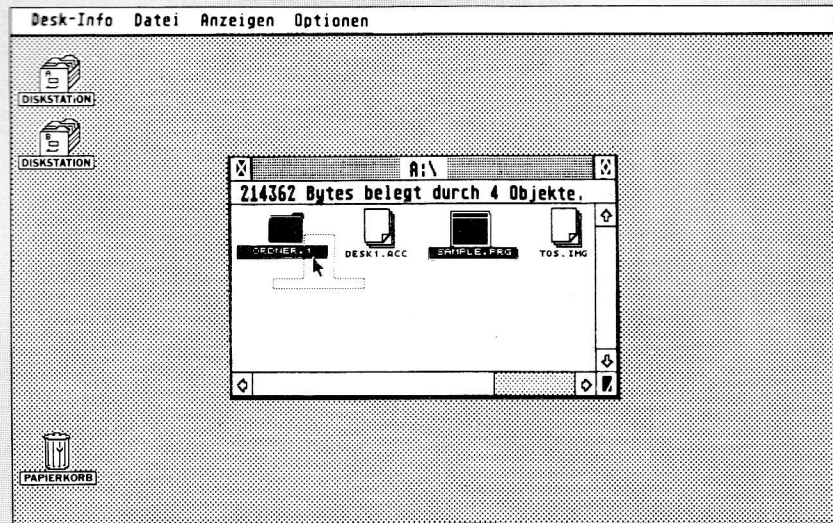 Desk-Info Datei Anzeigen Optionen
A
DISKSTATION
B
DISKSTATION
A:\
214362 Bytes belegt durch 4 Objekte.
ORDNER.1 DESK1.ACC SAMPLE.PRG TOS.IMG
PAPIERKORB